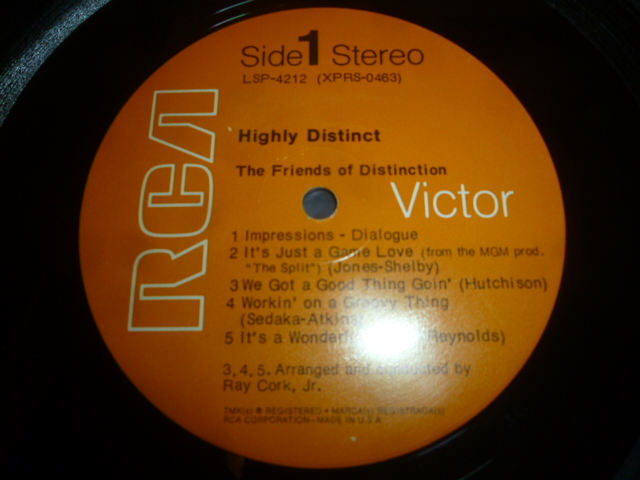 Side 1 Stereo
LSP-4212 (XPRS-0463)
RCA
Highly Distinct
The Friends of Distinction
Victor
1 Impressions - Dialogue
2 It's Just a Game Love (from the MGM prod.
"The Split") (Jones-Shelby)
3 We Got a Good Thing Goin' (Hutchison)
4 Workin' on a Groovy Thing
(Sedaka-Atkins)
5 It's a Wonderful Reynolds)
3, 4, 5. Arranged and conducted by
Ray Cork, Jr.
TMK(s) ® REGISTERED • MARCA(s) REGISTRADA(s)
RCA CORPORATION—MADE IN U.S.A.